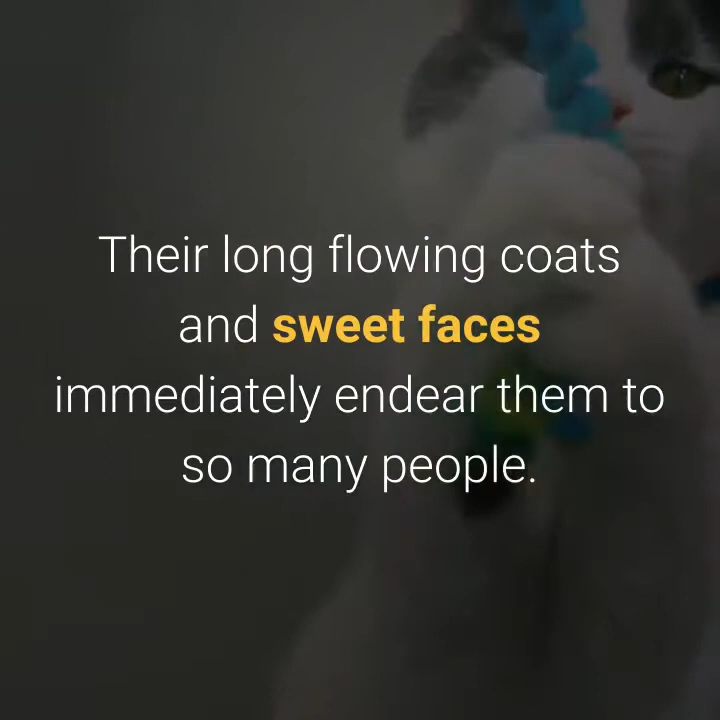 Their long flowing coats
and sweet faces
immediately endear them to
so many people.